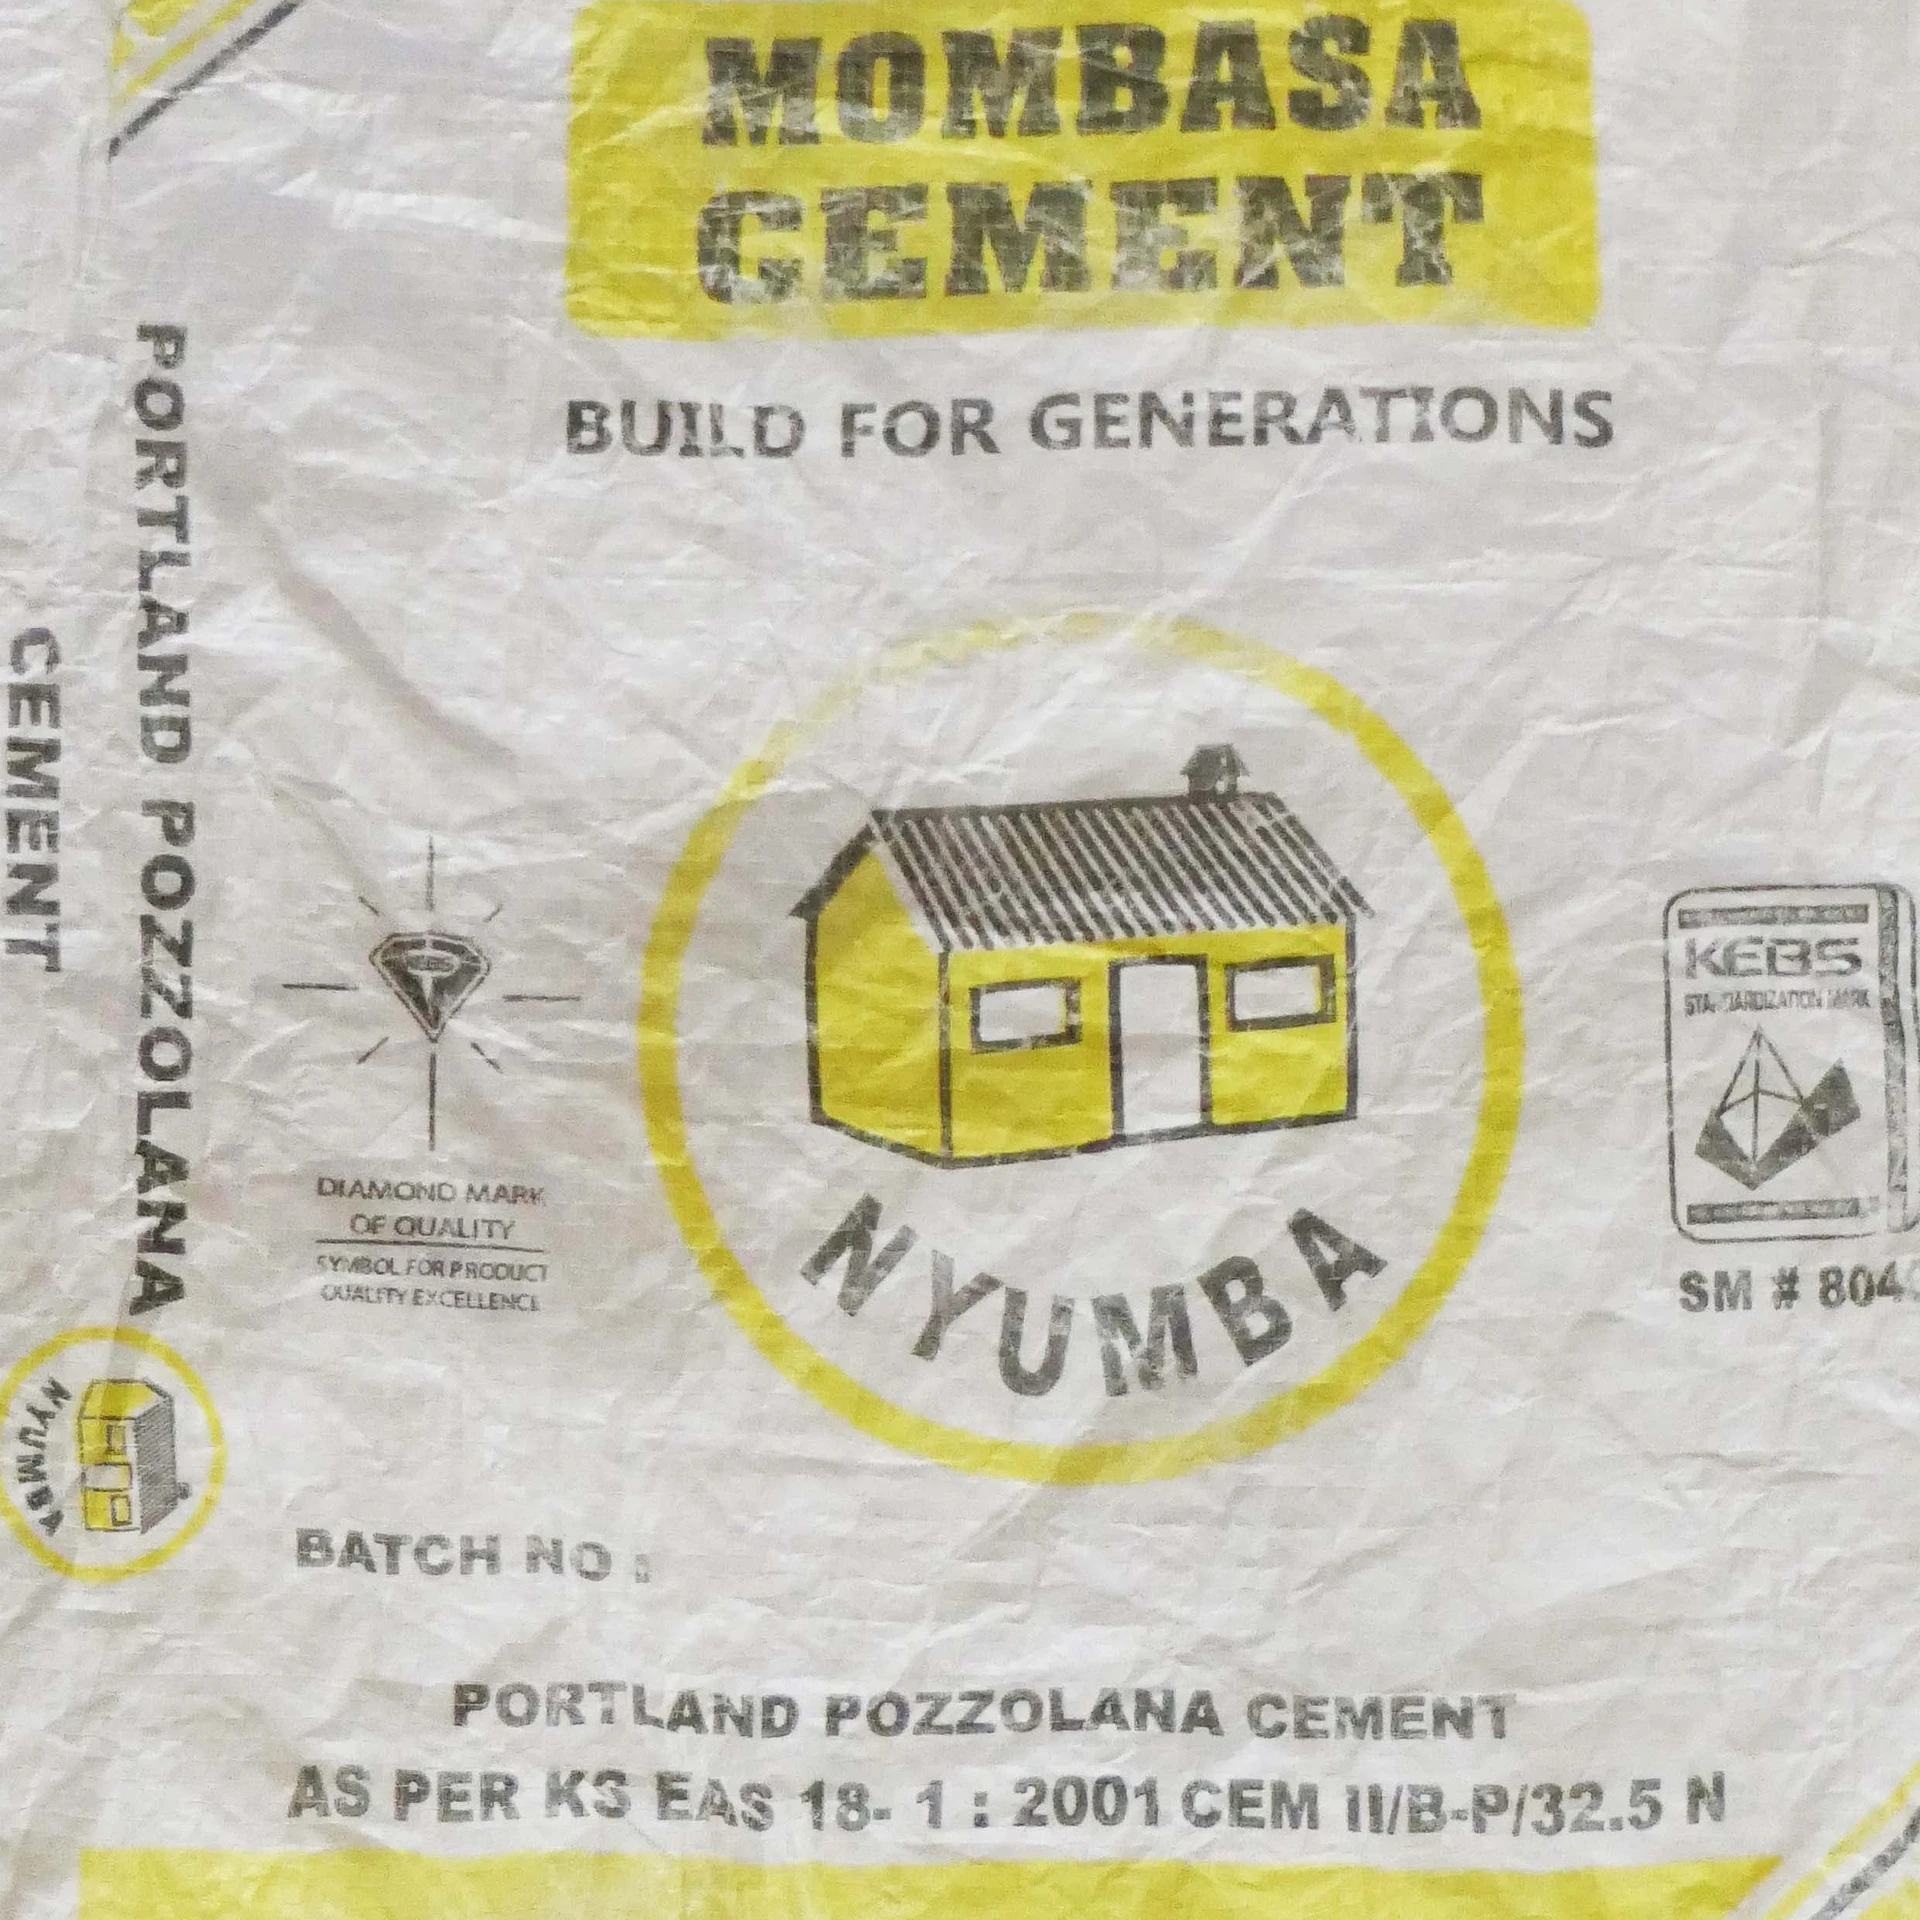 MOMBASA
CEMENT
BUILD FOR GENERATIONS
PORTLAND POZZOLANA
CEMENT
DIAMOND MARK
OF QUALITY
SYMBOL FOR PRODUCT
QUALITY EXCELLENCE
NYUMBA
KEBS
STANDARDIZATION MARK
SM # 804
NYUMBA
BATCH NO :
PORTLAND POZZOLANA CEMENT
AS PER KS EAS 18- 1 : 2001 CEM II/B-P/32.5 N